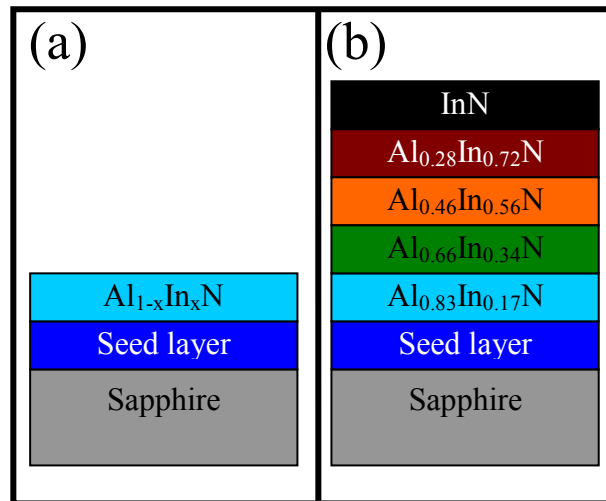 (a)
Al₁₋ₓInₓN
Seed layer
Sapphire
(b)
InN
Al₀.₂₈In₀.₇₂N
Al₀.₄₆In₀.₅₆N
Al₀.₆₆In₀.₃₄N
Al₀.₈₃In₀.₁₇N
Seed layer
Sapphire